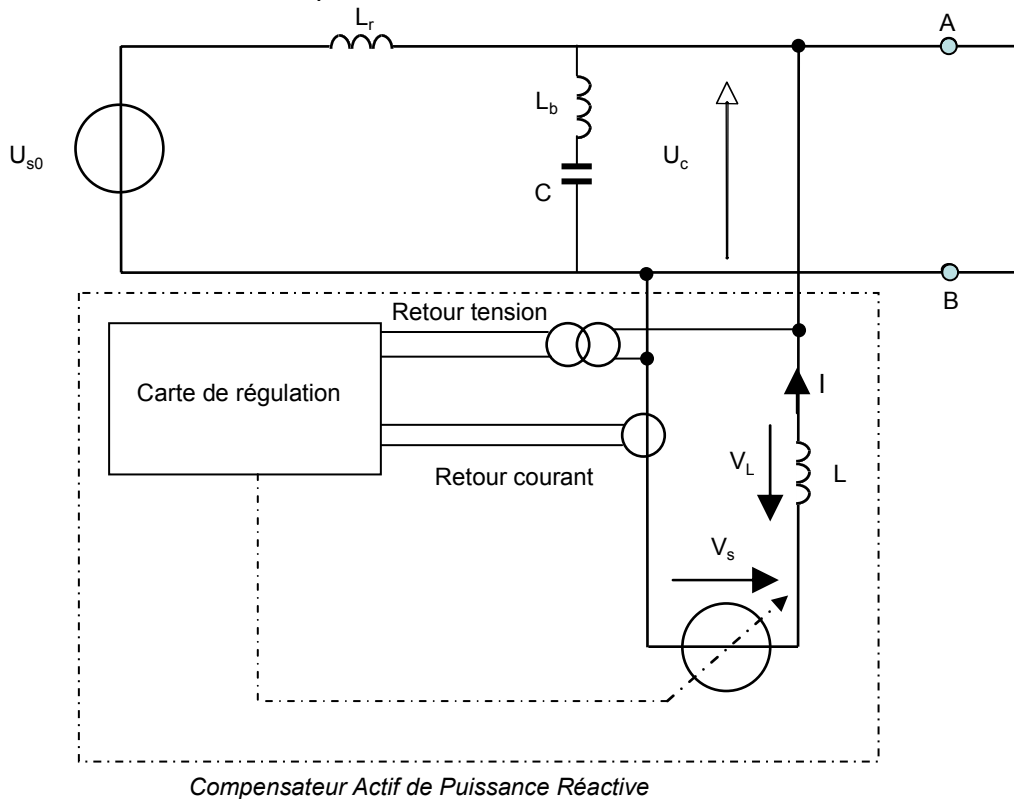 L_r
A
L_b
U_s0
U_c
C
B
Retour tension
Carte de régulation
I
V_L
L
Retour courant
V_s
Compensateur Actif de Puissance Réactive